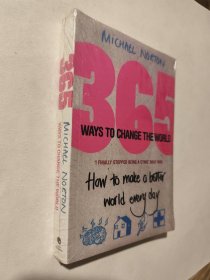 MICHAEL NORTON
365
WAYS TO CHANGE THE WORLD
How to make a better
world every day
365
WAYS TO CHANGE THE WORLD
MICHAEL NORTON